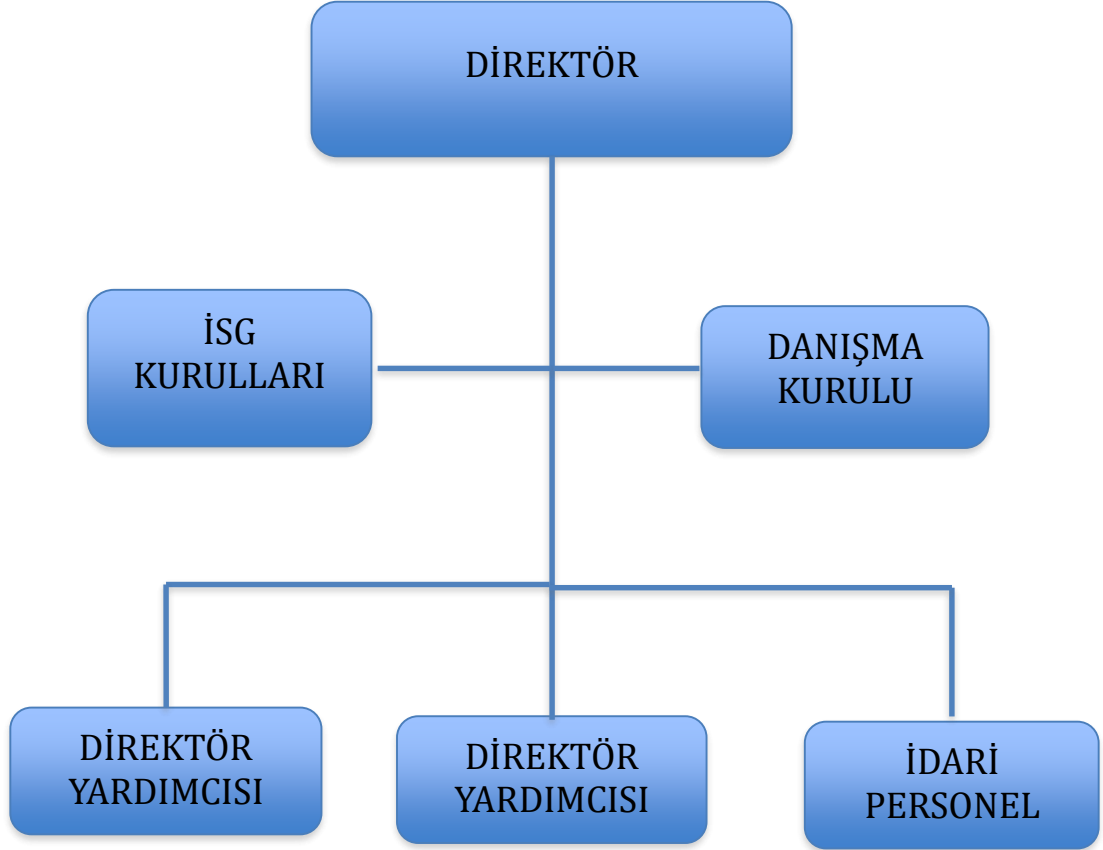 DİREKTÖR
İSG
KURULLARI
DANIŞMA
KURULU
DİREKTÖR
YARDIMCISI
DİREKTÖR
YARDIMCISI
İDARİ
PERSONEL